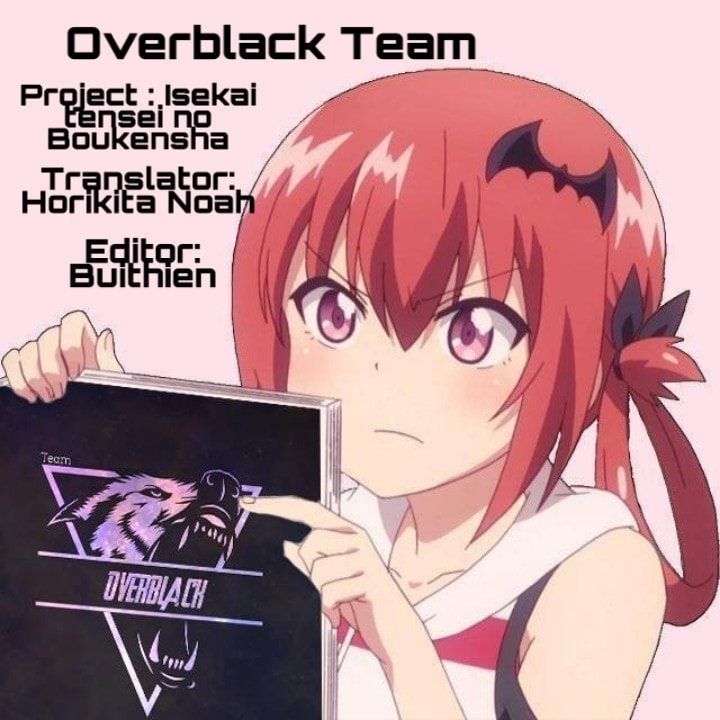 Overblack Team
Project : Isekai
tensei no
Boukensha
Translator:
Horikita Noah
Editor:
Buithien
Team
OVERBLACK